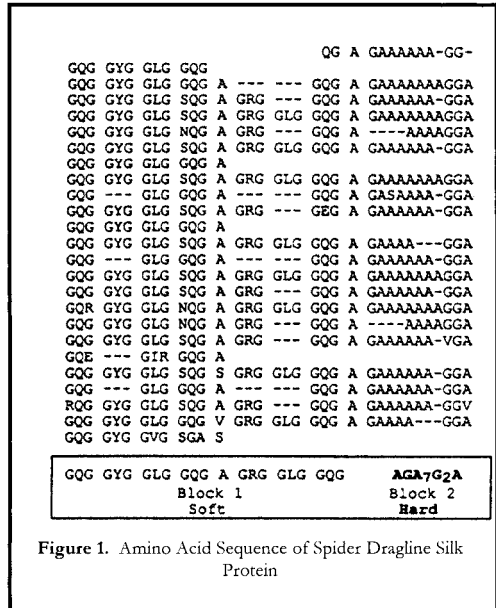 QG A GAAAAAA-GG-
GQG GYG GLG GQG
GQG GYG GLG GQG A --- --- GQG A GAAAAAAAGGA
GQG GYG GLG SQG A GRG --- GQG A GAAAAAA-GGA
GQG GYG GLG SQG A GRG GLG GQG A GAAAAAAAGGA
GQG GYG GLG NQG A GRG --- GQG A ----AAAAGGA
GQG GYG GLG SQG A GRG GLG GQG A GAAAAAA-GGA
GQG GYG GLG GQG A
GQG GYG GLG SQG A GRG GLG GQG A GAAAAAAAGGA
GQG --- GLG SQG A --- --- GQG A GASAAAA-GGA
GQG GYG GLG SQG A GRG --- GEG A GAAAAAA-GGA
GQG GYG GLG GQG A
GQG GYG GLG SQG A GRG GLG GQG A GAAAA---GGA
GQG --- GLG GQG A --- --- GQG A GAAAAAA-GGA
GQG GYG GLG SQG A GRG GLG GQG A GAAAAAAAGGA
GQG GYG GLG SQG A GRG --- GQG A GAAAAAA-GGA
GQR GYG GLG NQG A GRG GLG GQG A GAAAAAAAGGA
GQG GYG GLG NQG A GRG --- GQG A ----AAAAGGA
GQG GYG GLG SQG A GRG --- GQG A GAAAAAA-VGA
GQE --- GIR GQG A
GQG GYG GLG SQG S GRG GLG GQG A GAAAAAA-GGA
GQG --- GLG GQG A --- --- GQG A GAAAAAA-GGA
RQG GYG GLG SQG A GRG --- GQG A GAAAAAA-GGV
GQG GYG GLG GQG V GRG GLG GQG A GAAAA---GGA
GQG GYG GVG SGA S
GQG GYG GLG GQG A GRG GLG GQG AGA7G2A
Block 1 Block 2
Soft Hard
Figure 1. Amino Acid Sequence of Spider Dragline Silk
Protein